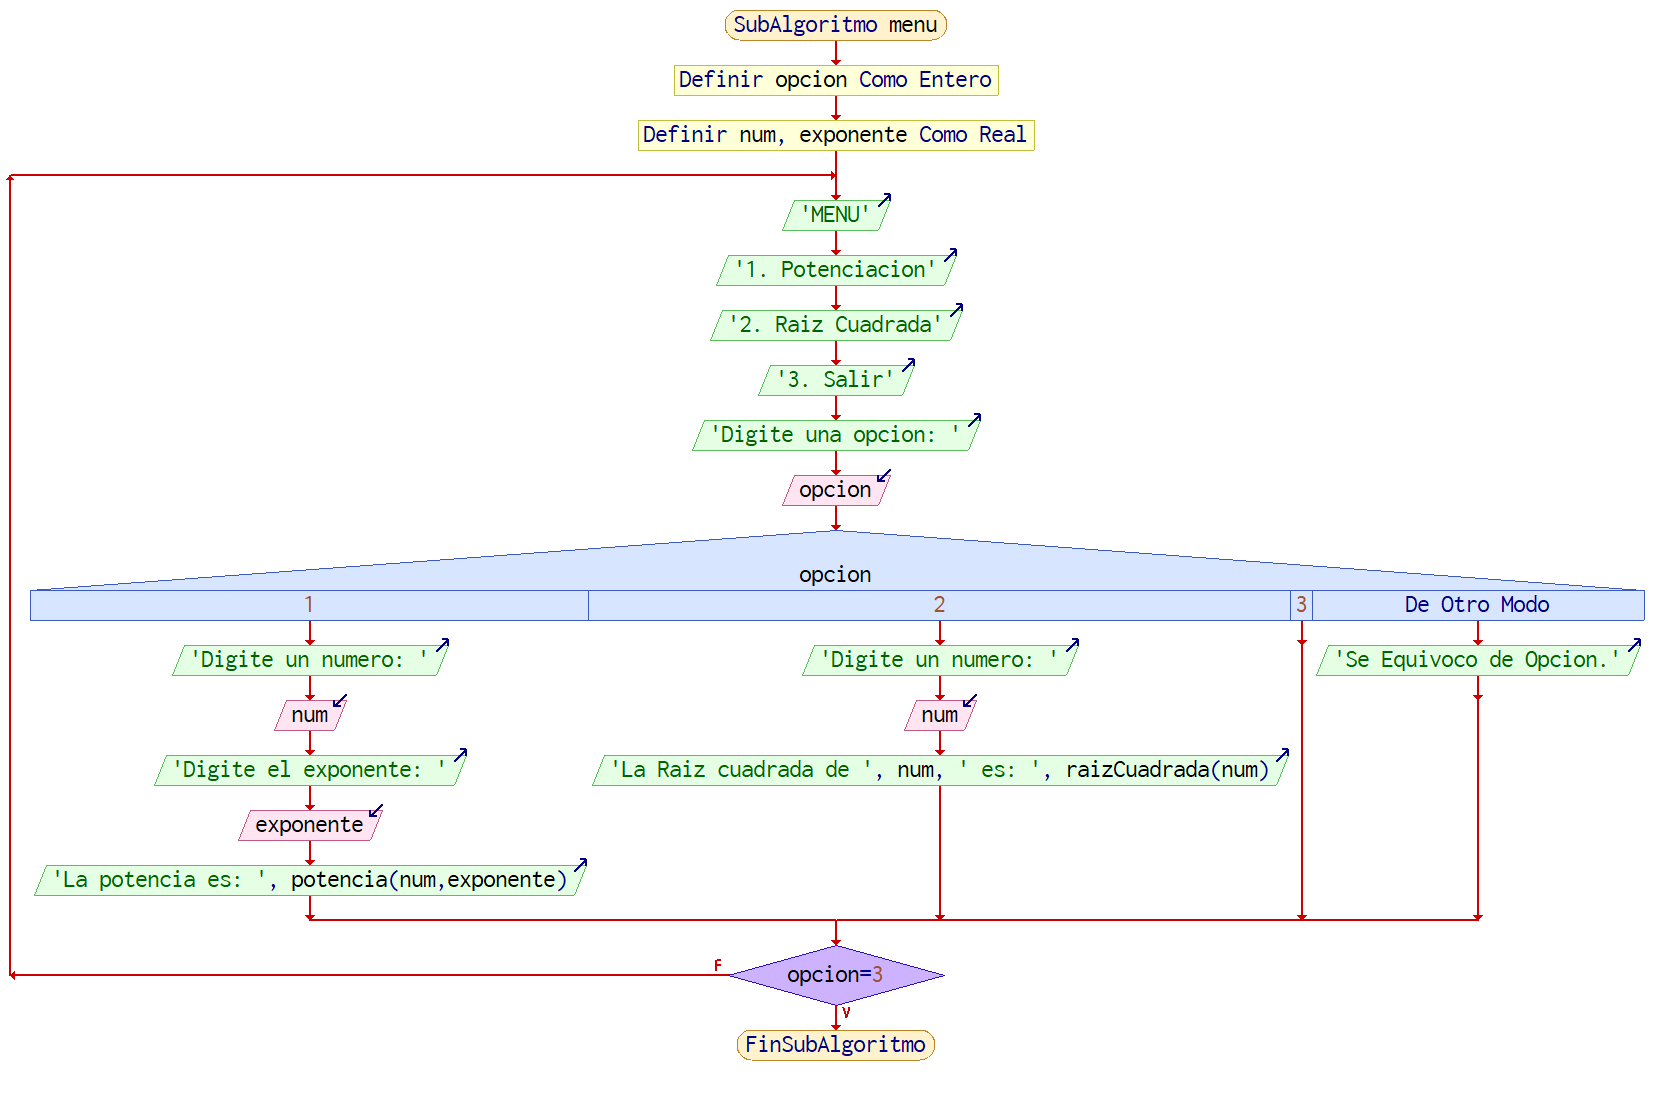 SubAlgoritmo menu
Definir opcion Como Entero
Definir num, exponente Como Real
'MENU'
'1. Potenciacion'
'2. Raiz Cuadrada'
'3. Salir'
'Digite una opcion: '
opcion
opcion
1 2 3 De Otro Modo
'Digite un numero: ' 'Digite un numero: ' 'Se Equivoco de Opcion.'
num num
'Digite el exponente: ' 'La Raiz cuadrada de ', num, ' es: ', raizCuadrada(num)
exponente
'La potencia es: ', potencia(num,exponente)
F
opcion=3
V
FinSubAlgoritmo